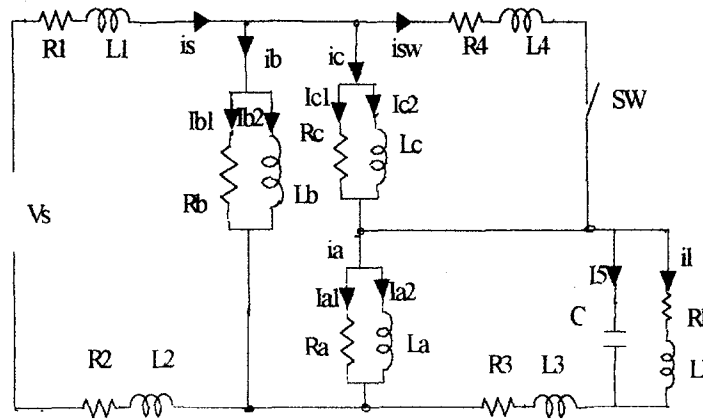 R1 L1 is ib ic isw R4 L4
Ib1 Ib2 Ic1 Ic2 SW
Rc Lc
Rb Lb
Vs
ia I5 il
Ia1 Ia2 C
Ra La
R2 L2 R3 L3